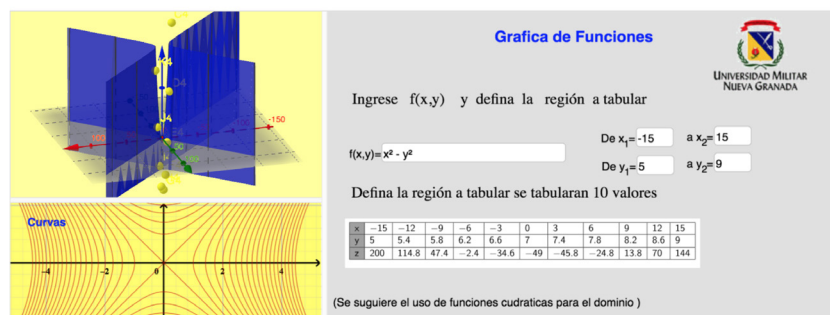 Grafica de Funciones
UNIVERSIDAD MILITAR
NUEVA GRANADA
Ingrese f(x,y) y defina la región a tabular
f(x,y)= x² - y²
De x₁= -15 a x₂= 15
De y₁= 5 a y₂= 9
Defina la región a tabular se tabularan 10 valores
x −15 −12 −9 −6 −3 0 3 6 9 12 15
y 5 5.4 5.8 6.2 6.6 7 7.4 7.8 8.2 8.6 9
z 200 114.8 47.4 −2.4 −34.6 −49 −45.8 −24.8 13.8 70 144
(Se suguiere el uso de funciones cudraticas para el dominio )
-150
Curvas
-4 -2 0 2 4